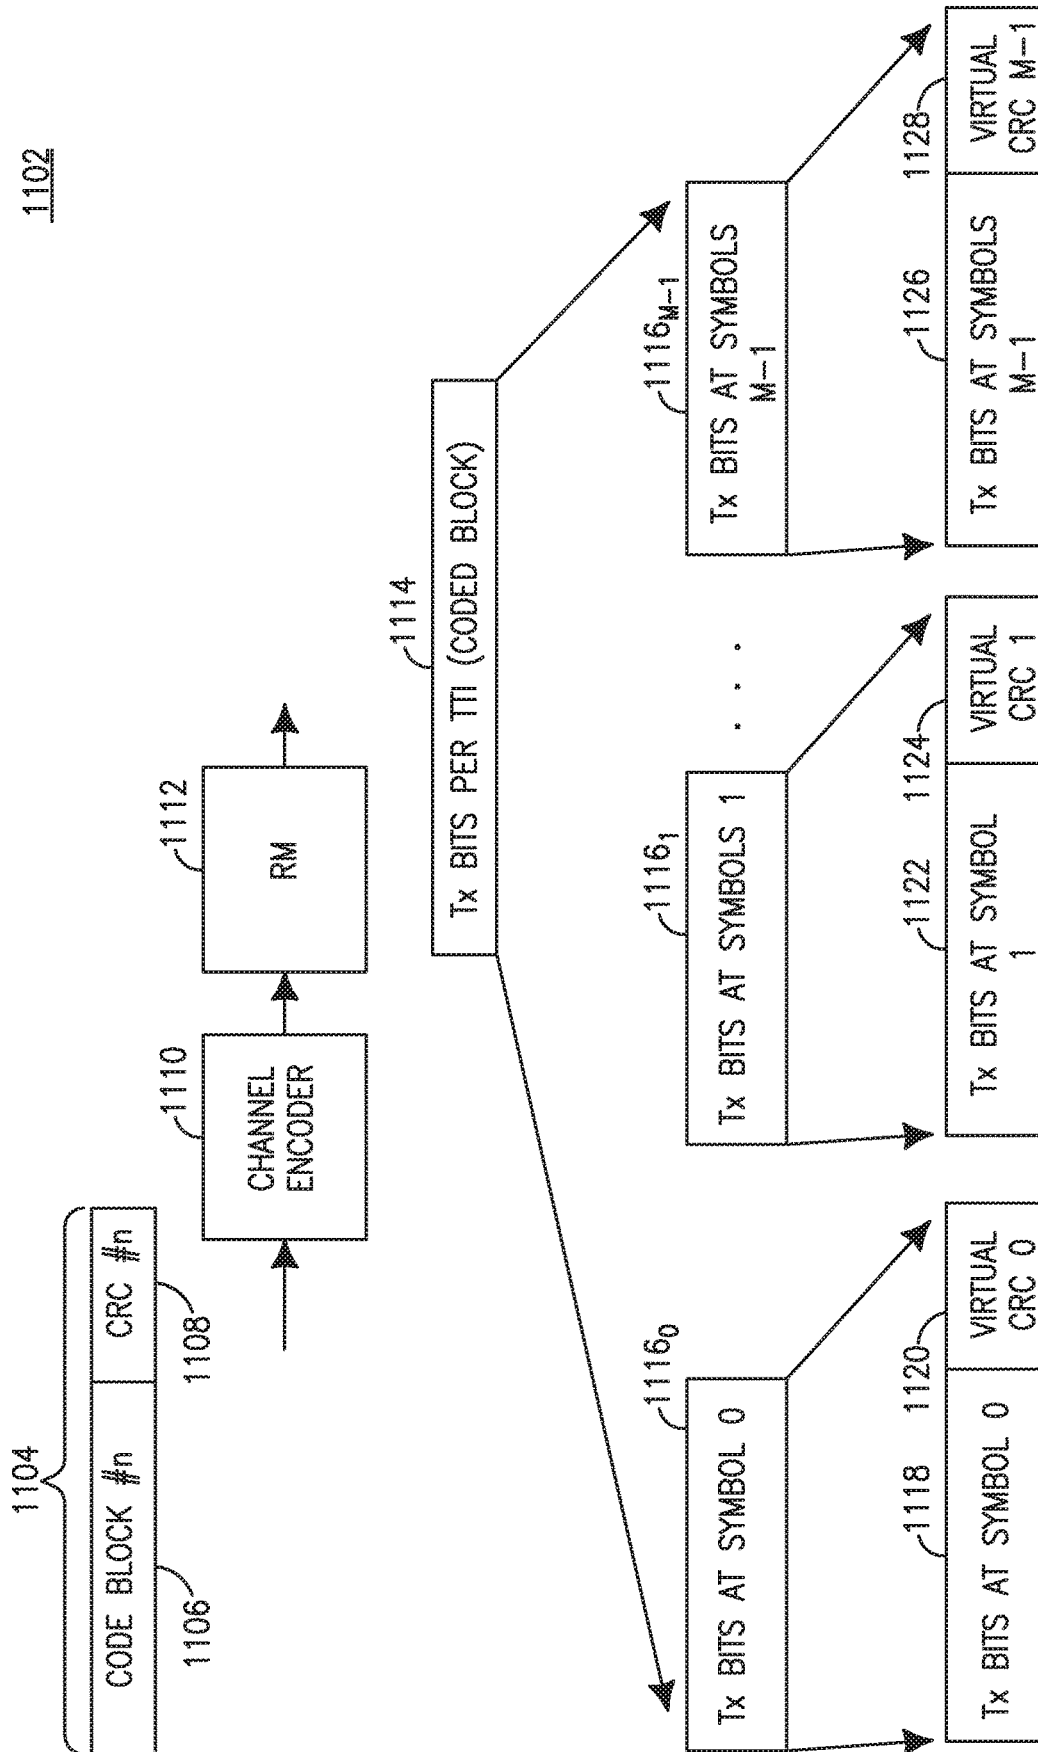 1102
1104
CODE BLOCK #n
CRC #n
1106
1108
1110
CHANNEL
ENCODER
1112
RM
1114
Tx BITS PER TTI (CODED BLOCK)
1116₀
Tx BITS AT SYMBOL 0
1116₁
Tx BITS AT SYMBOLS 1
. . .
1116M-1
Tx BITS AT SYMBOLS
M-1
1118
Tx BITS AT SYMBOL 0
1120
VIRTUAL
CRC 0
1122
Tx BITS AT SYMBOL
1
1124
VIRTUAL
CRC 1
1126
Tx BITS AT SYMBOLS
M-1
1128
VIRTUAL
CRC M-1